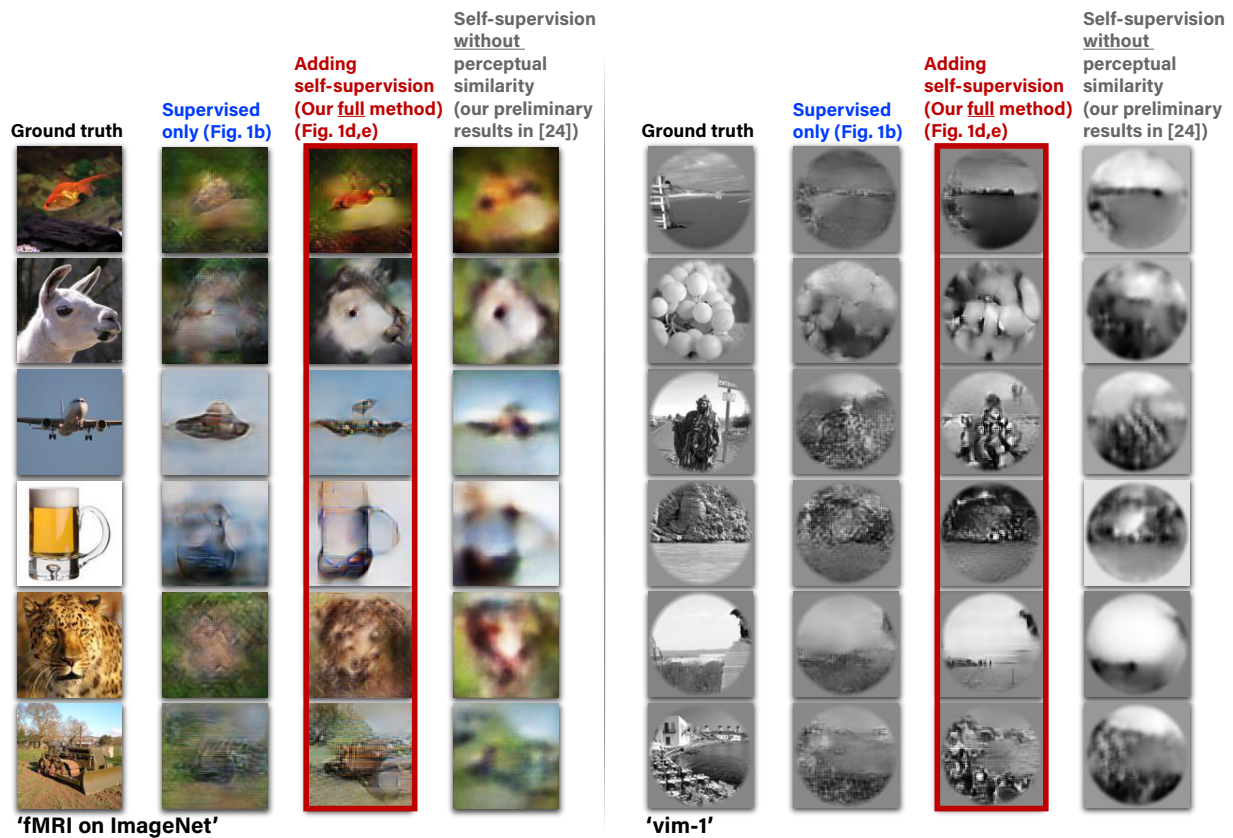 Ground truth
Supervised
only (Fig. 1b)
Adding
self-supervision
(Our full method)
(Fig. 1d,e)
Self-supervision
without
perceptual
similarity
(our preliminary
results in [24])
Ground truth
Supervised
only (Fig. 1b)
Adding
self-supervision
(Our full method)
(Fig. 1d,e)
Self-supervision
without
perceptual
similarity
(our preliminary
results in [24])
‘fMRI on ImageNet’
‘vim-1’